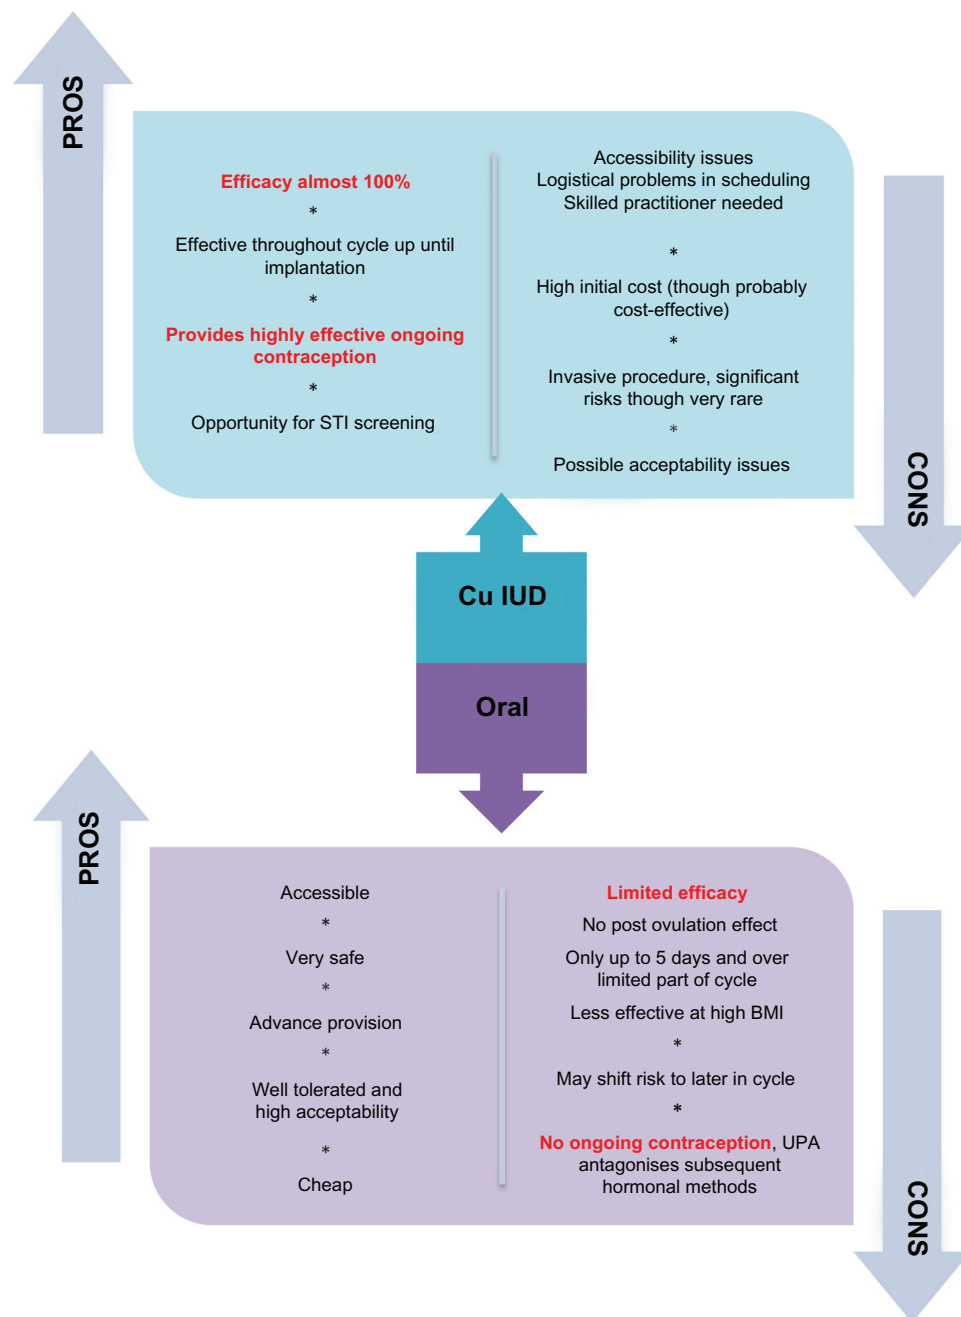 PROS
Efficacy almost 100%
*
Effective throughout cycle up until
implantation
*
Provides highly effective ongoing
contraception
*
Opportunity for STI screening
Accessibility issues
Logistical problems in scheduling
Skilled practitioner needed
*
High initial cost (though probably
cost-effective)
*
Invasive procedure, significant
risks though very rare
*
Possible acceptability issues
CONS
Cu IUD
Oral
PROS
Accessible
*
Very safe
*
Advance provision
*
Well tolerated and
high acceptability
*
Cheap
Limited efficacy
No post ovulation effect
Only up to 5 days and over
limited part of cycle
Less effective at high BMI
*
May shift risk to later in cycle
*
No ongoing contraception, UPA
antagonises subsequent
hormonal methods
CONS